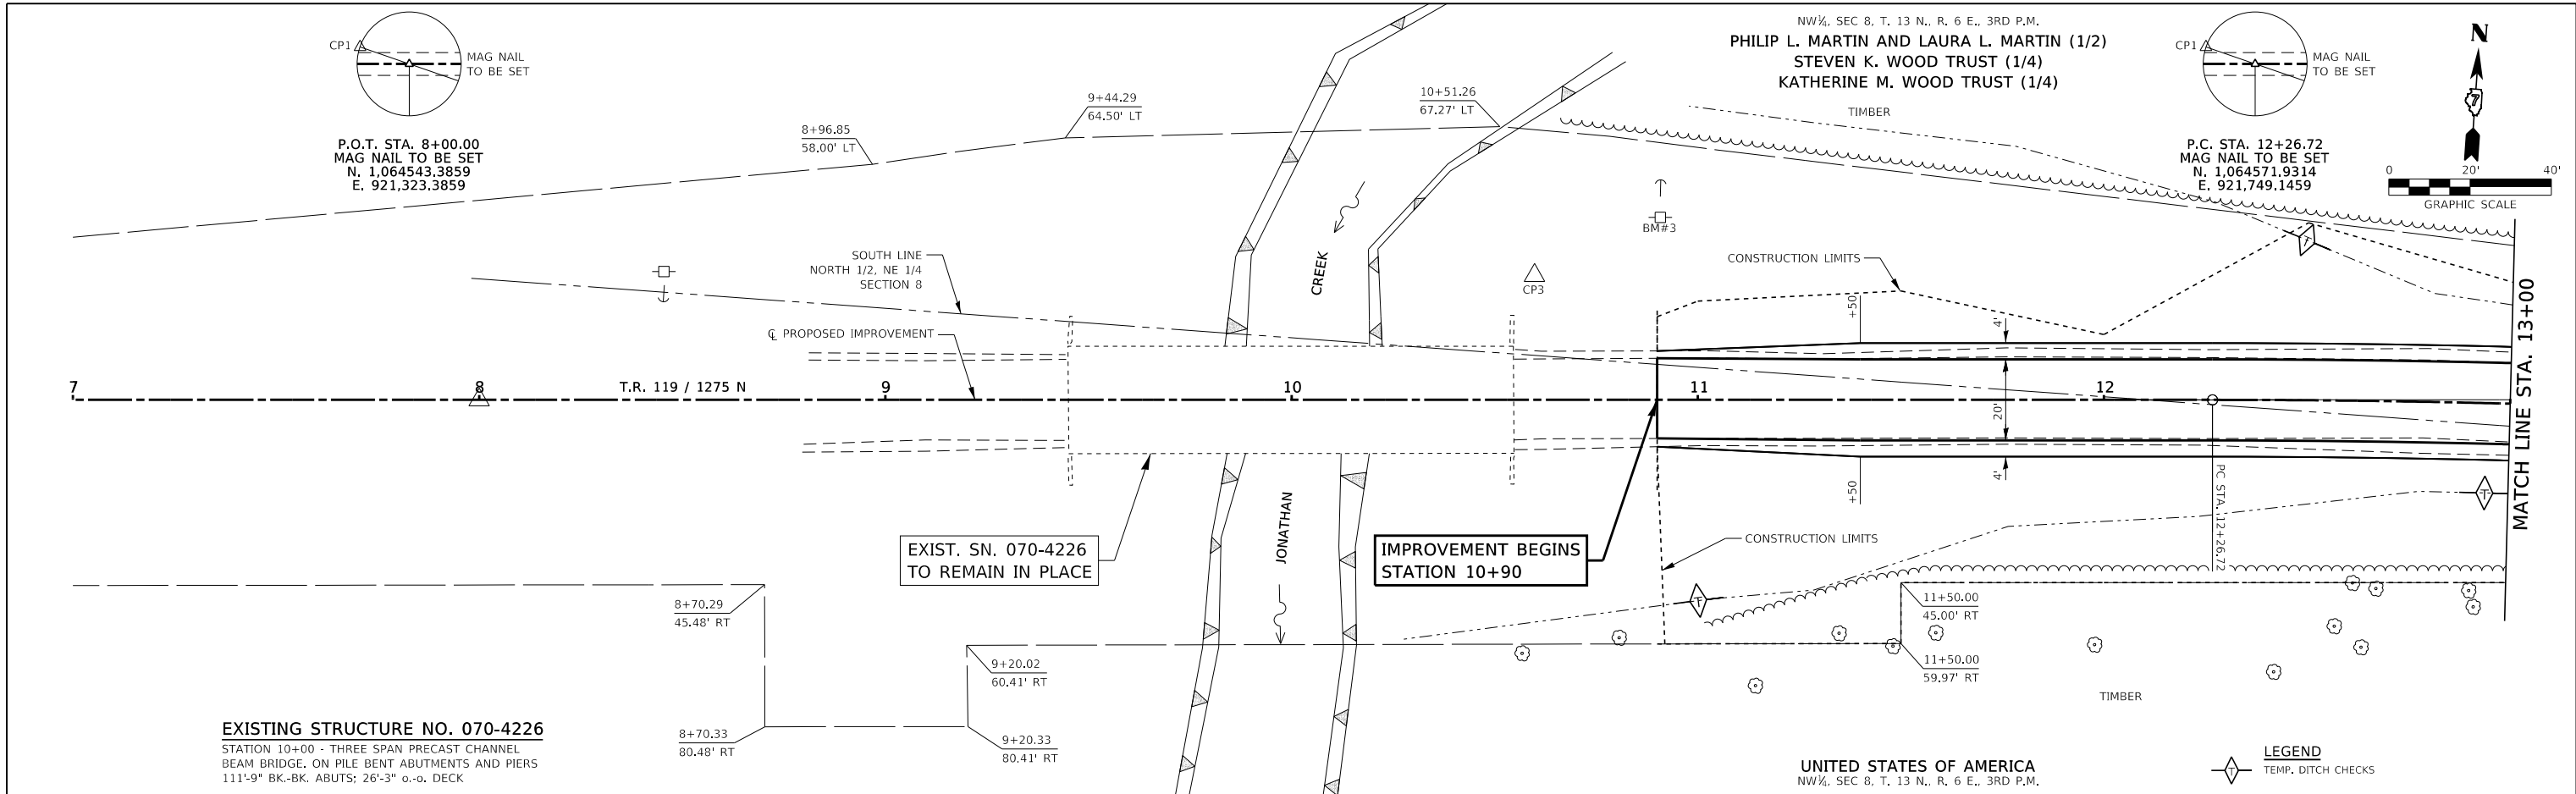 CP1
MAG NAIL
TO BE SET
P.O.T. STA. 8+00.00
MAG NAIL TO BE SET
N. 1,064543.3859
E. 921,323.3859
8+96.85
58.00' LT
9+44.29
64.50' LT
10+51.26
67.27' LT
NW¼, SEC 8, T. 13 N., R. 6 E., 3RD P.M.
PHILIP L. MARTIN AND LAURA L. MARTIN (1/2)
STEVEN K. WOOD TRUST (1/4)
KATHERINE M. WOOD TRUST (1/4)
TIMBER
CP1
MAG NAIL
TO BE SET
P.C. STA. 12+26.72
MAG NAIL TO BE SET
N. 1,064571.9314
E. 921,749.1459
N
7
0 20' 40'
GRAPHIC SCALE
BM#3
SOUTH LINE
NORTH 1/2, NE 1/4
SECTION 8
℄ PROPOSED IMPROVEMENT
CREEK
CP3
CONSTRUCTION LIMITS
T
+50
4'
7 8 T.R. 119 / 1275 N 9 10 11 12
20'
MATCH LINE STA. 13+00
+50
4'
PC STA. 12+26.72
T
EXIST. SN. 070-4226
TO REMAIN IN PLACE
JONATHAN
IMPROVEMENT BEGINS
STATION 10+90
CONSTRUCTION LIMITS
T
8+70.29
45.48' RT
11+50.00
45.00' RT
9+20.02
60.41' RT
11+50.00
59.97' RT
TIMBER
8+70.33
80.48' RT
9+20.33
80.41' RT
EXISTING STRUCTURE NO. 070-4226
STATION 10+00 - THREE SPAN PRECAST CHANNEL
BEAM BRIDGE. ON PILE BENT ABUTMENTS AND PIERS
111'-9" BK.-BK. ABUTS; 26'-3" o.-o. DECK
UNITED STATES OF AMERICA
NW¼, SEC 8, T. 13 N., R. 6 E., 3RD P.M.
LEGEND
T TEMP. DITCH CHECKS